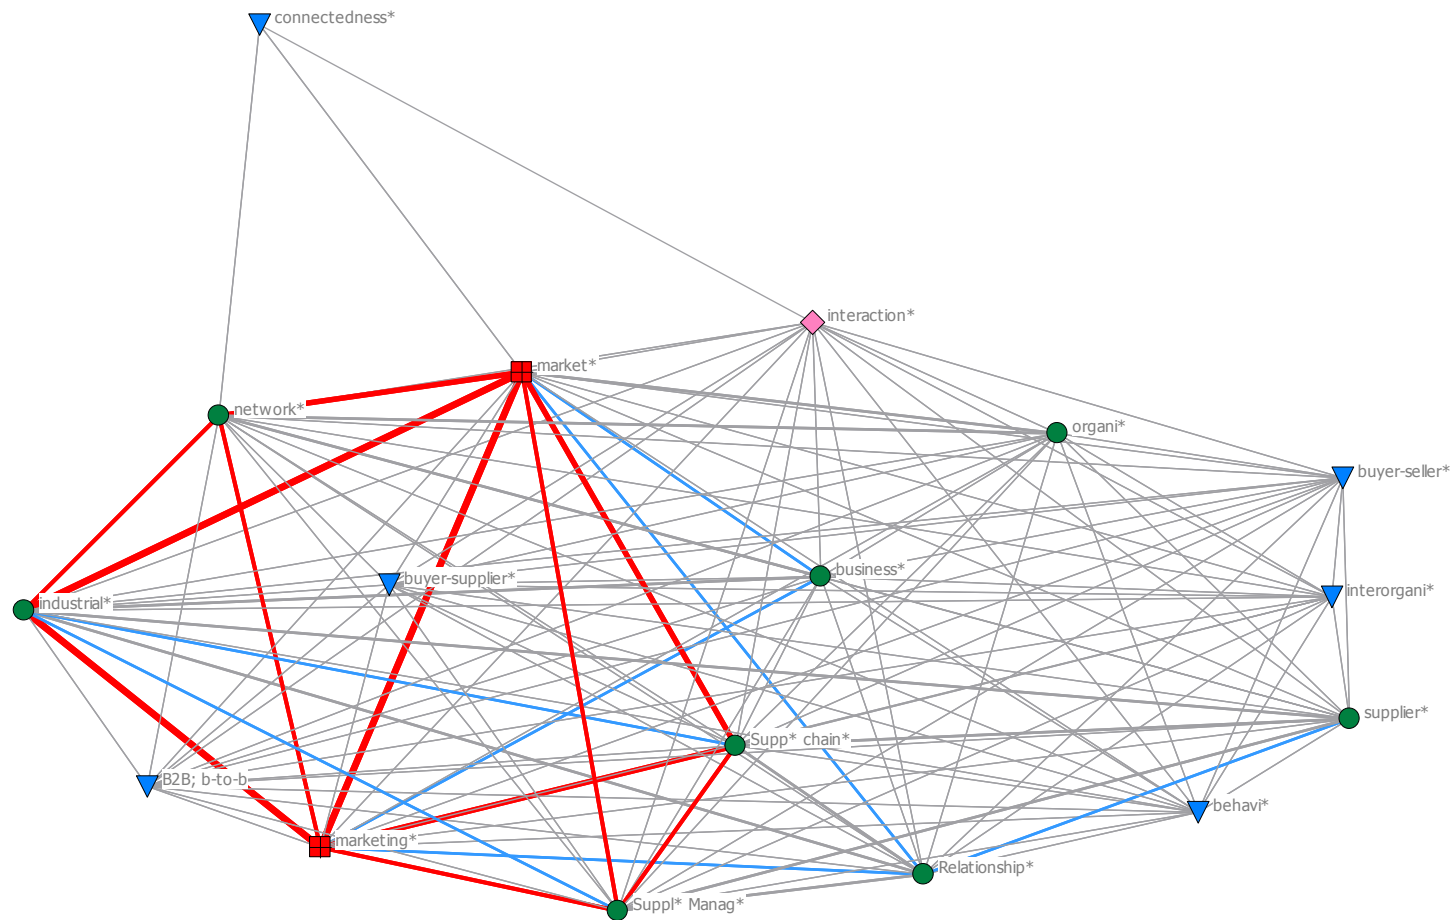 connectedness*
interaction*
market*
network*
organi*
buyer-seller*
business*
buyer-supplier*
interorgani*
industrial*
supplier*
Supp* chain*
B2B; b-to-b
behavi*
marketing*
Relationship*
Suppl* Manag*